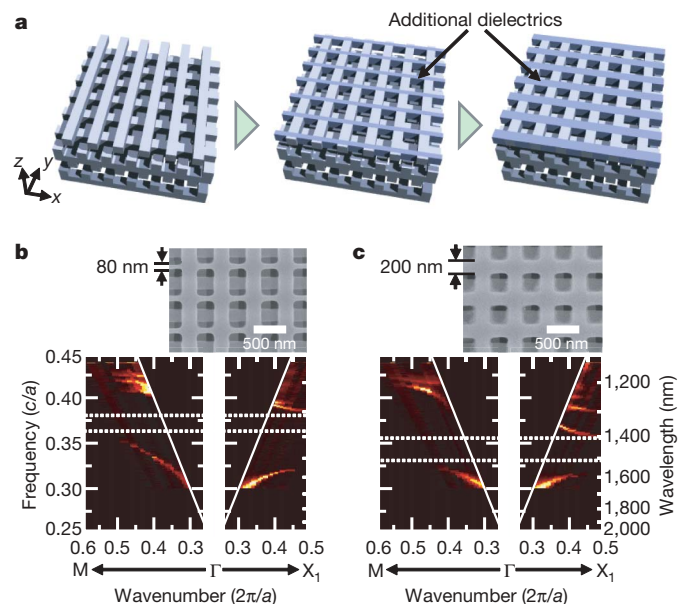 a
Additional dielectrics
z
y
x
b
80 nm
500 nm
c
200 nm
500 nm
Frequency (c/a)
0.45
0.40
0.35
0.30
0.25
0.6 0.5 0.4 0.3
0.3 0.4 0.5
M Γ X1
Wavenumber (2π/a)
0.6 0.5 0.4 0.3
0.3 0.4 0.5
M Γ X1
Wavenumber (2π/a)
1,200
1,400
1,600
1,800
2,000
Wavelength (nm)